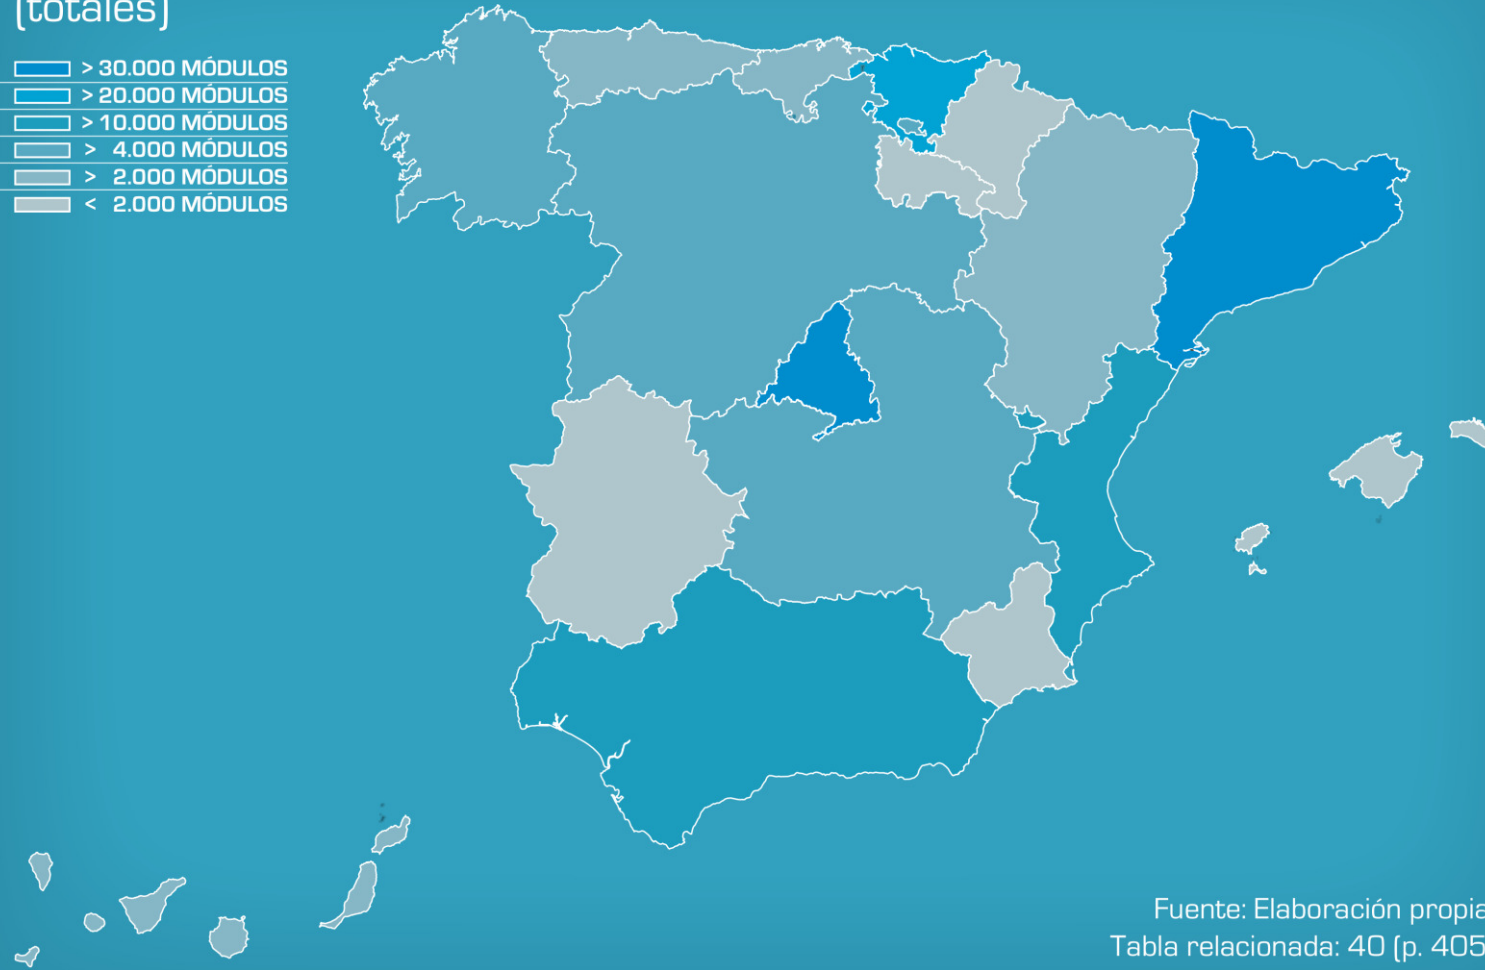 (totales)
> 30.000 MÓDULOS
> 20.000 MÓDULOS
> 10.000 MÓDULOS
> 4.000 MÓDULOS
> 2.000 MÓDULOS
< 2.000 MÓDULOS
Fuente: Elaboración propia
Tabla relacionada: 40 (p. 405